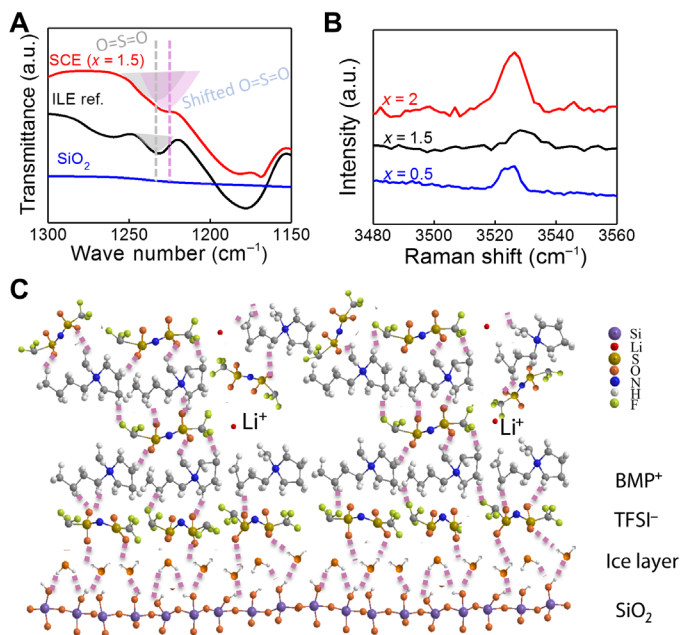 A
O=S=O
SCE (x = 1.5)
Shifted O=S=O
ILE ref.
SiO₂
Transmittance (a.u.)
1300 1250 1200 1150
Wave number (cm⁻¹)
B
x = 2
x = 1.5
x = 0.5
Intensity (a.u.)
3480 3500 3520 3540 3560
Raman shift (cm⁻¹)
C
Si
Li
S
O
N
H
F
Li⁺
Li⁺
BMP⁺
TFSI⁻
Ice layer
SiO₂